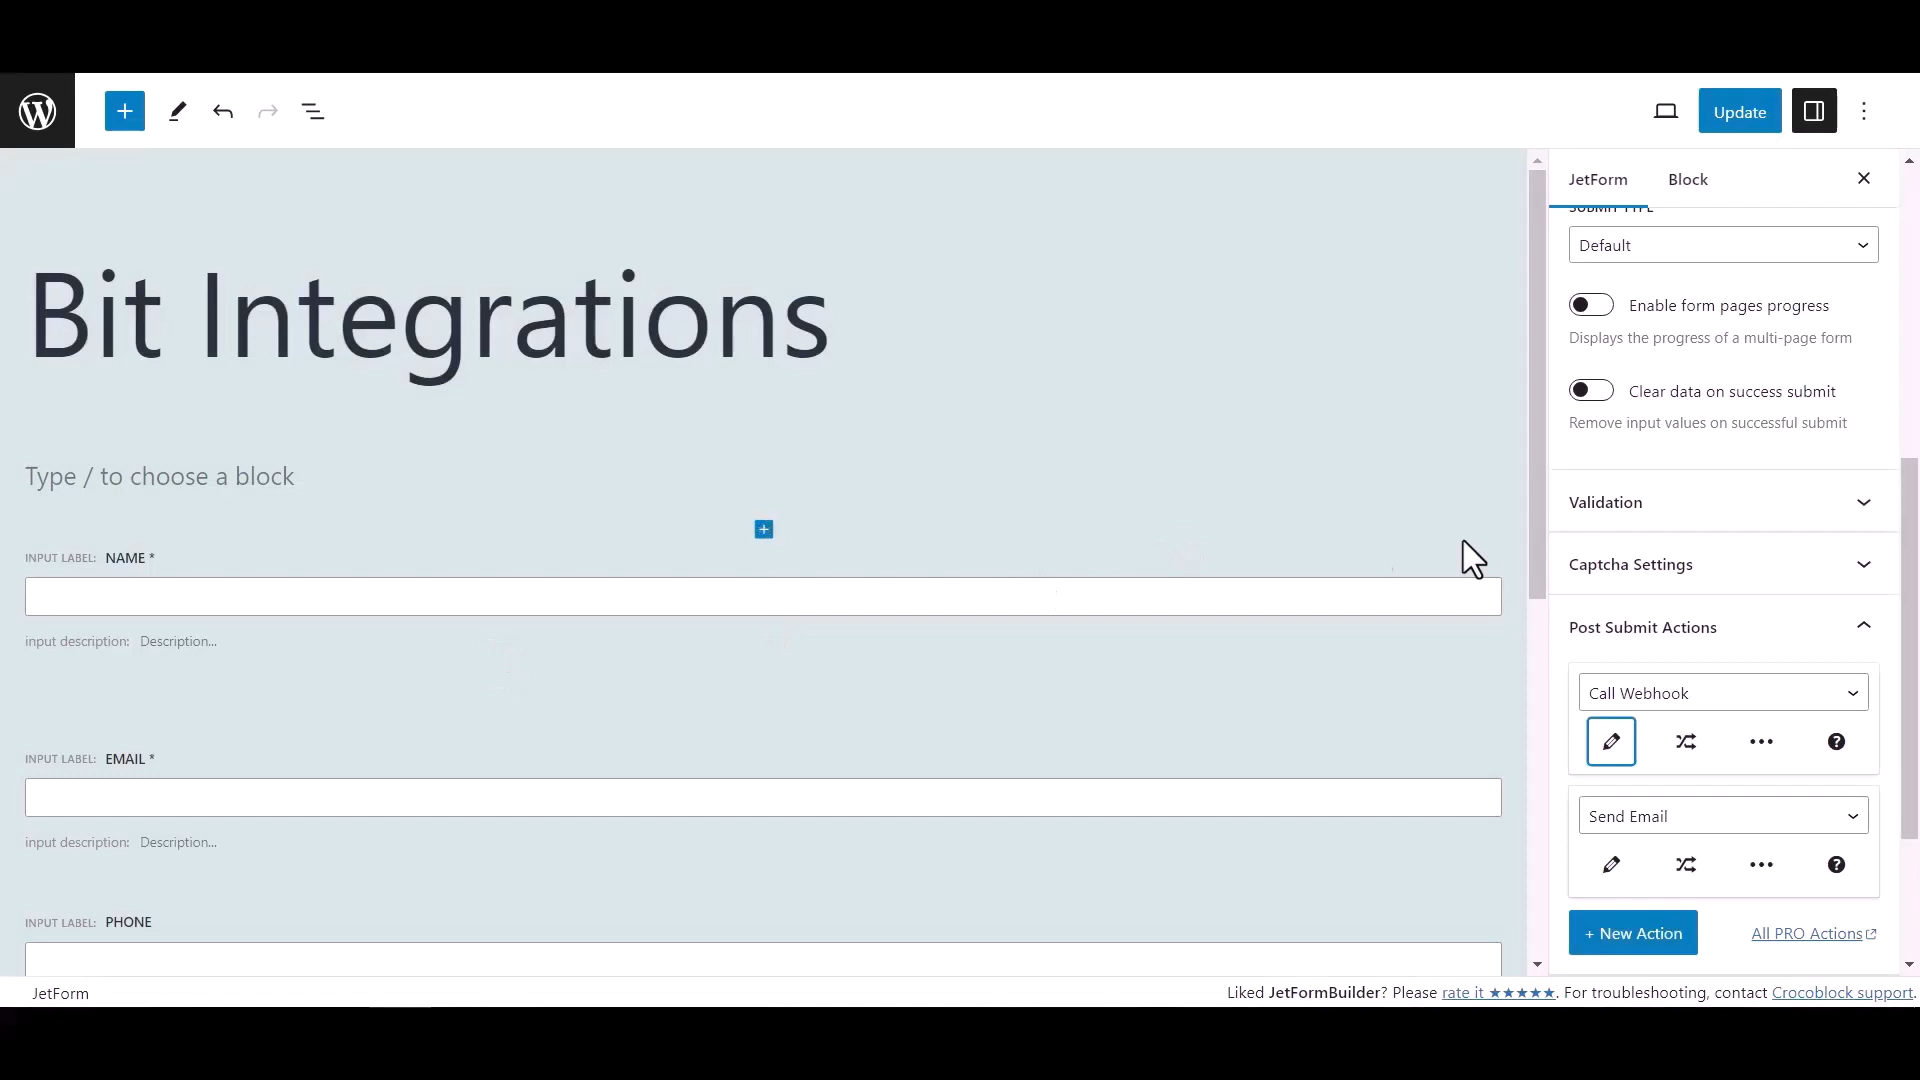 Update
JetForm
Block
SUBMIT TYPE
Default
Enable form pages progress
Displays the progress of a multi-page form
Clear data on success submit
Remove input values on successful submit
Validation
Captcha Settings
Post Submit Actions
Call Webhook
Send Email
+ New Action
All PRO Actions
Bit Integrations
Type / to choose a block
INPUT LABEL: NAME *
input description: Description...
INPUT LABEL: EMAIL *
input description: Description...
INPUT LABEL: PHONE
JetForm
Liked JetFormBuilder? Please rate it ★★★★★. For troubleshooting, contact Crocoblock support.